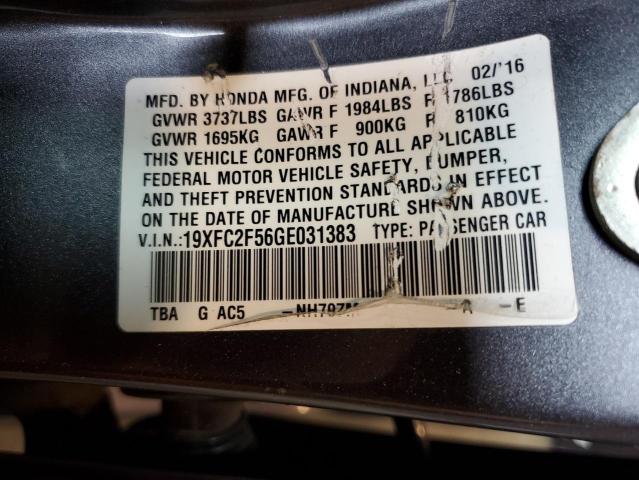 MFD. BY HONDA MFG. OF INDIANA, LLC 02/'16
GVWR 3737LBS GAWR F 1984LBS R 1786LBS
GVWR 1695KG GAWR F 900KG R 810KG
THIS VEHICLE CONFORMS TO ALL APPLICABLE
FEDERAL MOTOR VEHICLE SAFETY, BUMPER,
AND THEFT PREVENTION STANDARDS IN EFFECT
ON THE DATE OF MANUFACTURE SHOWN ABOVE.
V.I.N.:19XFC2F56GE031383 TYPE: PASSENGER CAR
TBA G AC5 -NH797M -A -E